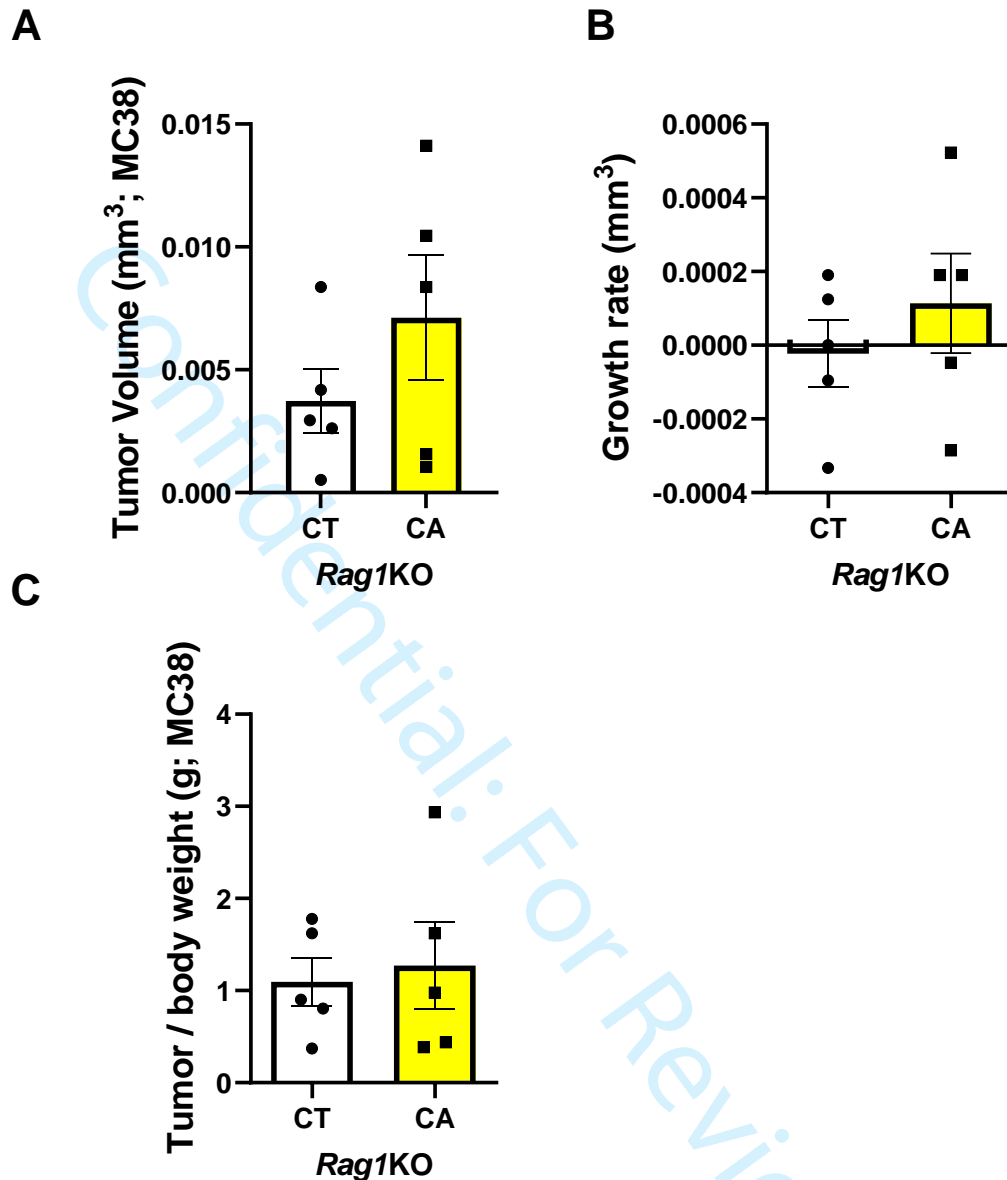 A
Tumor Volume (mm³; MC38)
0.015
0.010
0.005
0.000
CT CA
Rag1KO
B
Growth rate (mm³)
0.0006
0.0004
0.0002
0.0000
-0.0002
-0.0004
CT CA
Rag1KO
C
Tumor / body weight (g; MC38)
4
3
2
1
0
CT CA
Rag1KO
Confidential: For Revie